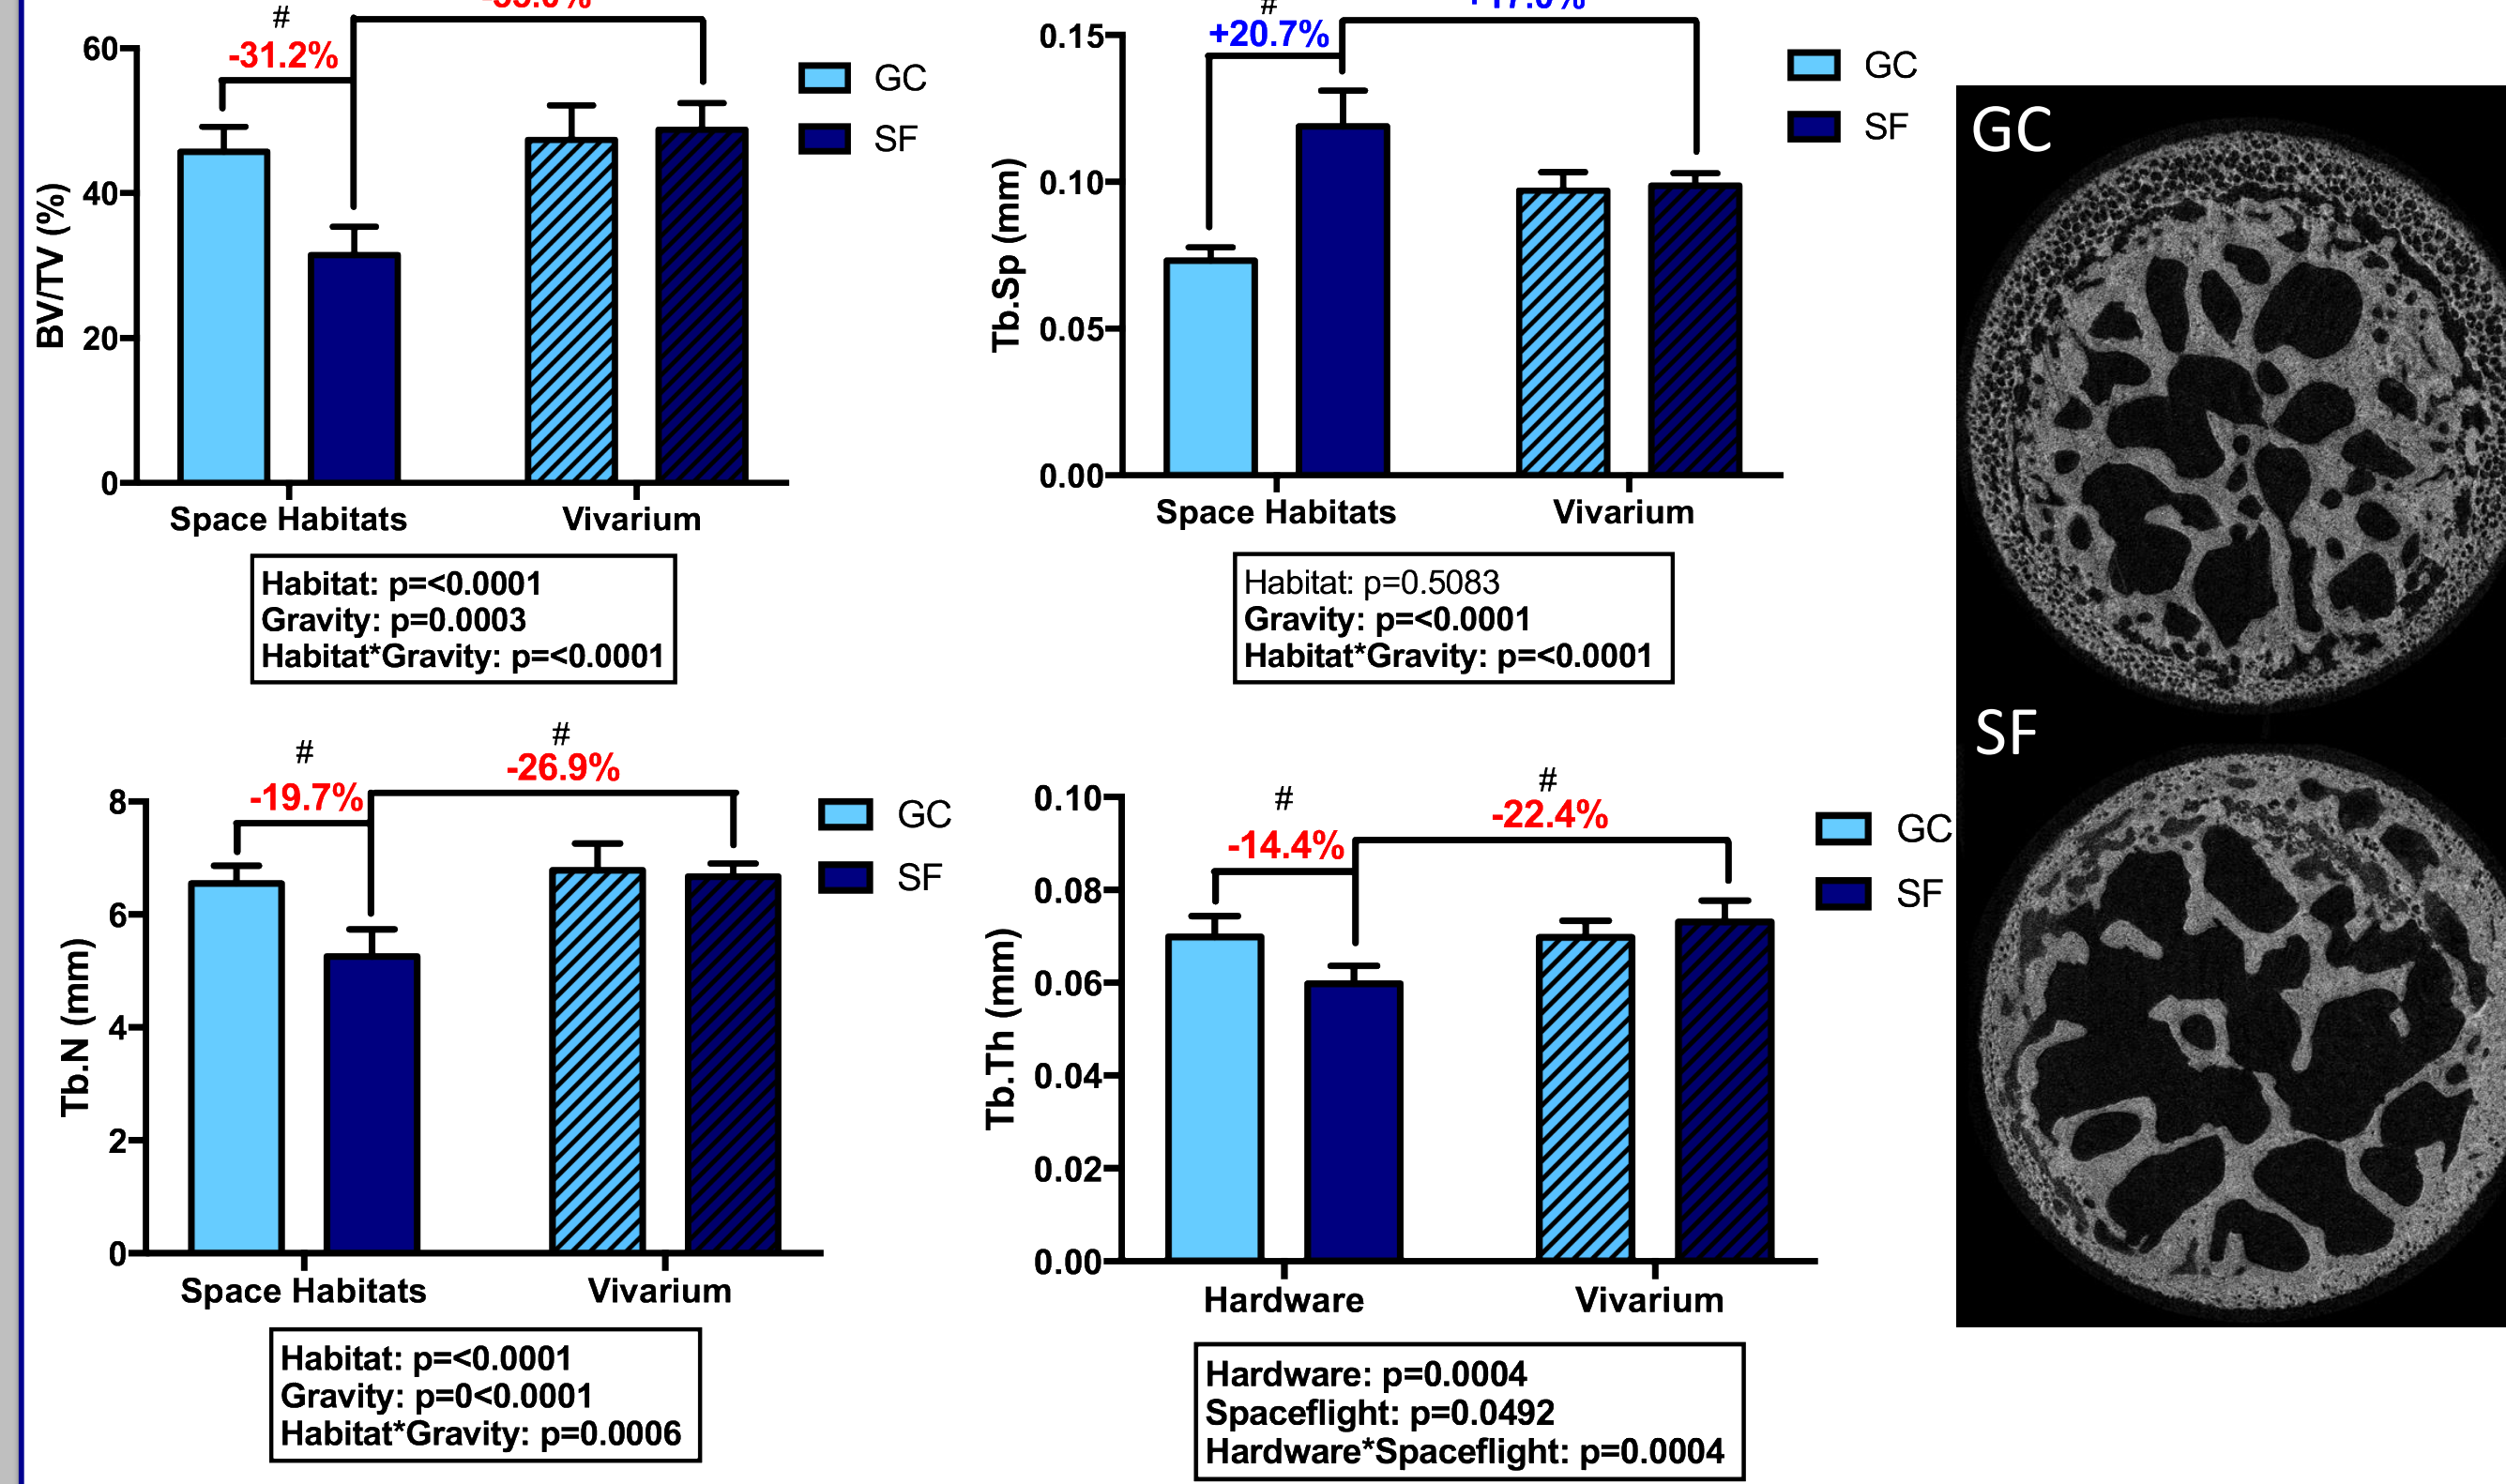 #
-31.2%
60
40
20
0
BV/TV (%)
GC
SF
Space Habitats
Vivarium
Habitat: p=<0.0001
Gravity: p=0.0003
Habitat*Gravity: p=<0.0001
#
+20.7%
0.15
0.10
0.05
0.00
Tb.Sp (mm)
GC
SF
Space Habitats
Vivarium
Habitat: p=0.5083
Gravity: p=<0.0001
Habitat*Gravity: p=<0.0001
GC
SF
#
-19.7%
#
-26.9%
8
6
4
2
0
Tb.N (mm)
GC
SF
Space Habitats
Vivarium
Habitat: p=<0.0001
Gravity: p=0<0.0001
Habitat*Gravity: p=0.0006
#
-14.4%
#
-22.4%
0.10
0.08
0.06
0.04
0.02
0.00
Tb.Th (mm)
GC
SF
Hardware
Vivarium
Hardware: p=0.0004
Spaceflight: p=0.0492
Hardware*Spaceflight: p=0.0004